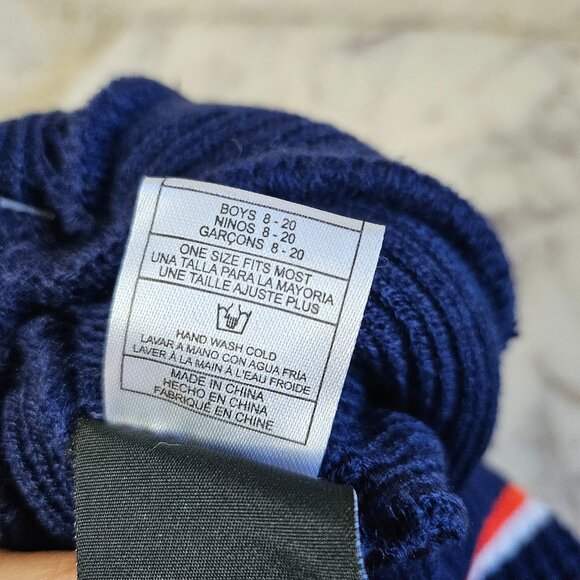 BOYS 8 - 20
NINOS 8 - 20
GARÇONS 8 - 20
ONE SIZE FITS MOST
UNA TALLA PARA LA MAYORIA
UNE TAILLE AJUSTE PLUS
HAND WASH COLD
LAVAR A MANO CON AGUA FRÍA
LAVER À LA MAIN À L'EAU FROIDE
MADE IN CHINA
HECHO EN CHINA
FABRIQUÉ EN CHINE